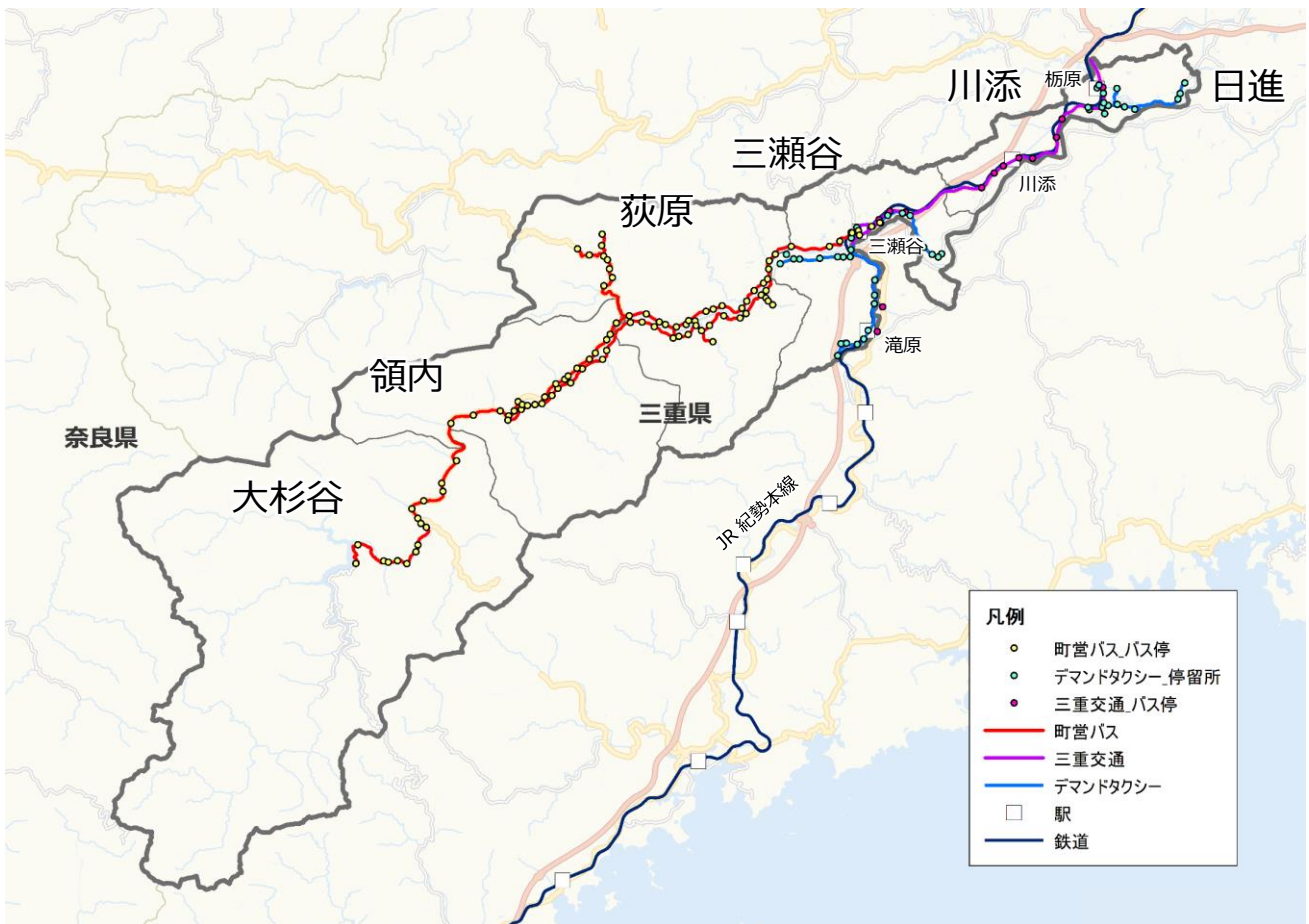 川添
日進
栃原
三瀬谷
川添
荻原
三瀬谷
滝原
領内
三重県
奈良県
大杉谷
JR 紀勢本線
凡例
町営バス_バス停
デマンドタクシー_停留所
三重交通_バス停
町営バス
三重交通
デマンドタクシー
駅
鉄道